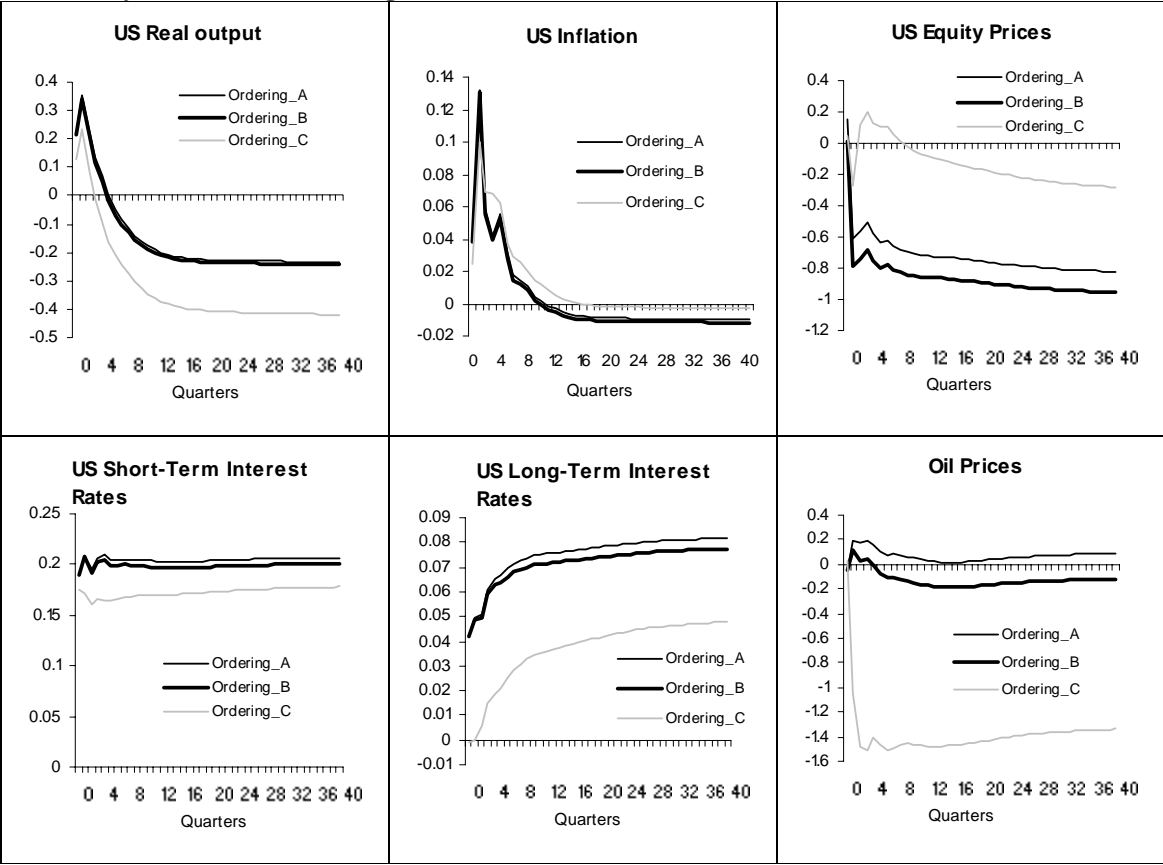 US Real output
0.4
0.3
0.2
0.1
0
-0.1
-0.2
-0.3
-0.4
-0.5
Ordering_A
Ordering_B
Ordering_C
0 4 8 12 16 20 24 28 32 36 40
Quarters
US Inflation
0.14
0.12
0.1
0.08
0.06
0.04
0.02
0
-0.02
Ordering_A
Ordering_B
Ordering_C
0 4 8 12 16 20 24 28 32 36 40
Quarters
US Equity Prices
0.4
0.2
0
-0.2
-0.4
-0.6
-0.8
-1
-1.2
Ordering_A
Ordering_B
Ordering_C
0 4 8 12 16 20 24 28 32 36 40
Quarters
US Short-Term Interest
Rates
0.25
0.2
0.15
0.1
0.05
0
Ordering_A
Ordering_B
Ordering_C
0 4 8 12 16 20 24 28 32 36 40
Quarters
US Long-Term Interest
Rates
0.09
0.08
0.07
0.06
0.05
0.04
0.03
0.02
0.01
0
-0.01
Ordering_A
Ordering_B
Ordering_C
0 4 8 12 16 20 24 28 32 36 40
Quarters
Oil Prices
0.4
0.2
0
-0.2
-0.4
-0.6
-0.8
-1
-1.2
-1.4
-1.6
Ordering_A
Ordering_B
Ordering_C
0 4 8 12 16 20 24 28 32 36 40
Quarters